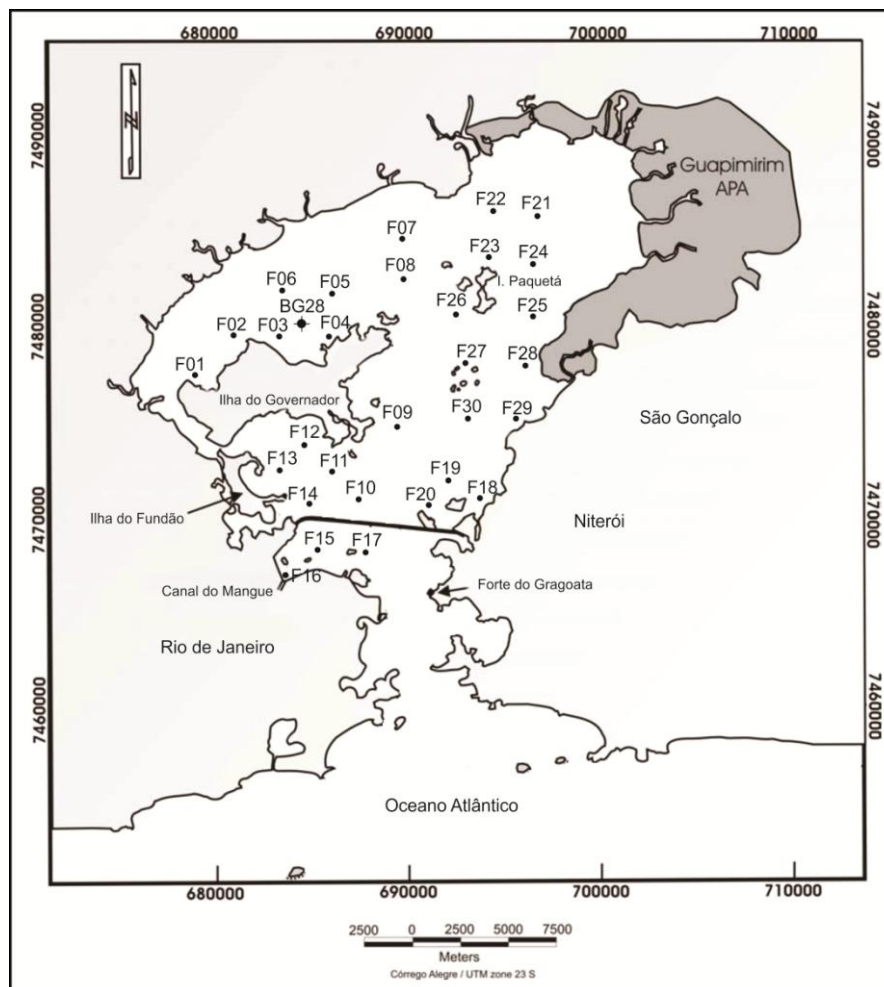 680000 690000 700000 710000
7490000
7490000
N
Guapimirim
APA
F22 F21
F07
F23 F24
F08
I. Paquetá
F06 F05
BG28
F26 F25
7480000
7480000
F02 F03 F04
F01
F27 F28
Ilha do Governador
F30 F29
F09
São Gonçalo
F12
F13 F11
F19
F18
F14 F10 F20
Ilha do Fundão
Niterói
7470000
7470000
F15 F17
F16
Canal do Mangue
Forte do Gragoata
Rio de Janeiro
7460000
7460000
Oceano Atlântico
680000 690000 700000 710000
2500 0 2500 5000 7500
Meters
Córrego Alegre / UTM zone 23 S